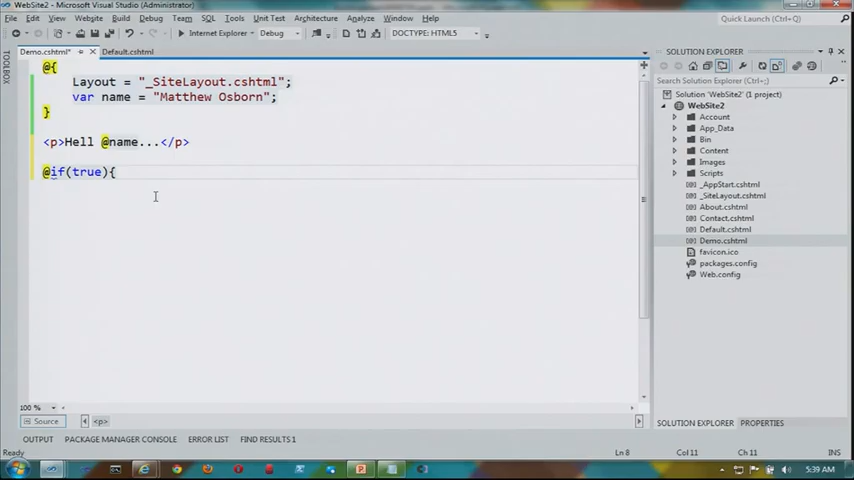 WebSite2 - Microsoft Visual Studio (Administrator)
Quick Launch (Ctrl+Q)
File Edit View Website Build Debug Team SQL Tools Unit Test Architecture Analyze Window Help
Internet Explorer Debug DOCTYPE: HTML5
TOOLBOX
Demo.cshtml* Default.cshtml
@{
Layout = "_SiteLayout.cshtml";
var name = "Matthew Osborn";
}
<p>Hell @name...</p>
@if(true){
100 %
Source <p>
SOLUTION EXPLORER
Search Solution Explorer (Ctrl+;)
Solution 'WebSite2' (1 project)
WebSite2
Account
App_Data
Bin
Content
Images
Scripts
_AppStart.cshtml
_SiteLayout.cshtml
About.cshtml
Contact.cshtml
Default.cshtml
Demo.cshtml
favicon.ico
packages.config
Web.config
SOLUTION EXPLORER PROPERTIES
OUTPUT PACKAGE MANAGER CONSOLE ERROR LIST FIND RESULTS 1
Ready Ln 8 Col 11 Ch 11 INS
5:39 AM